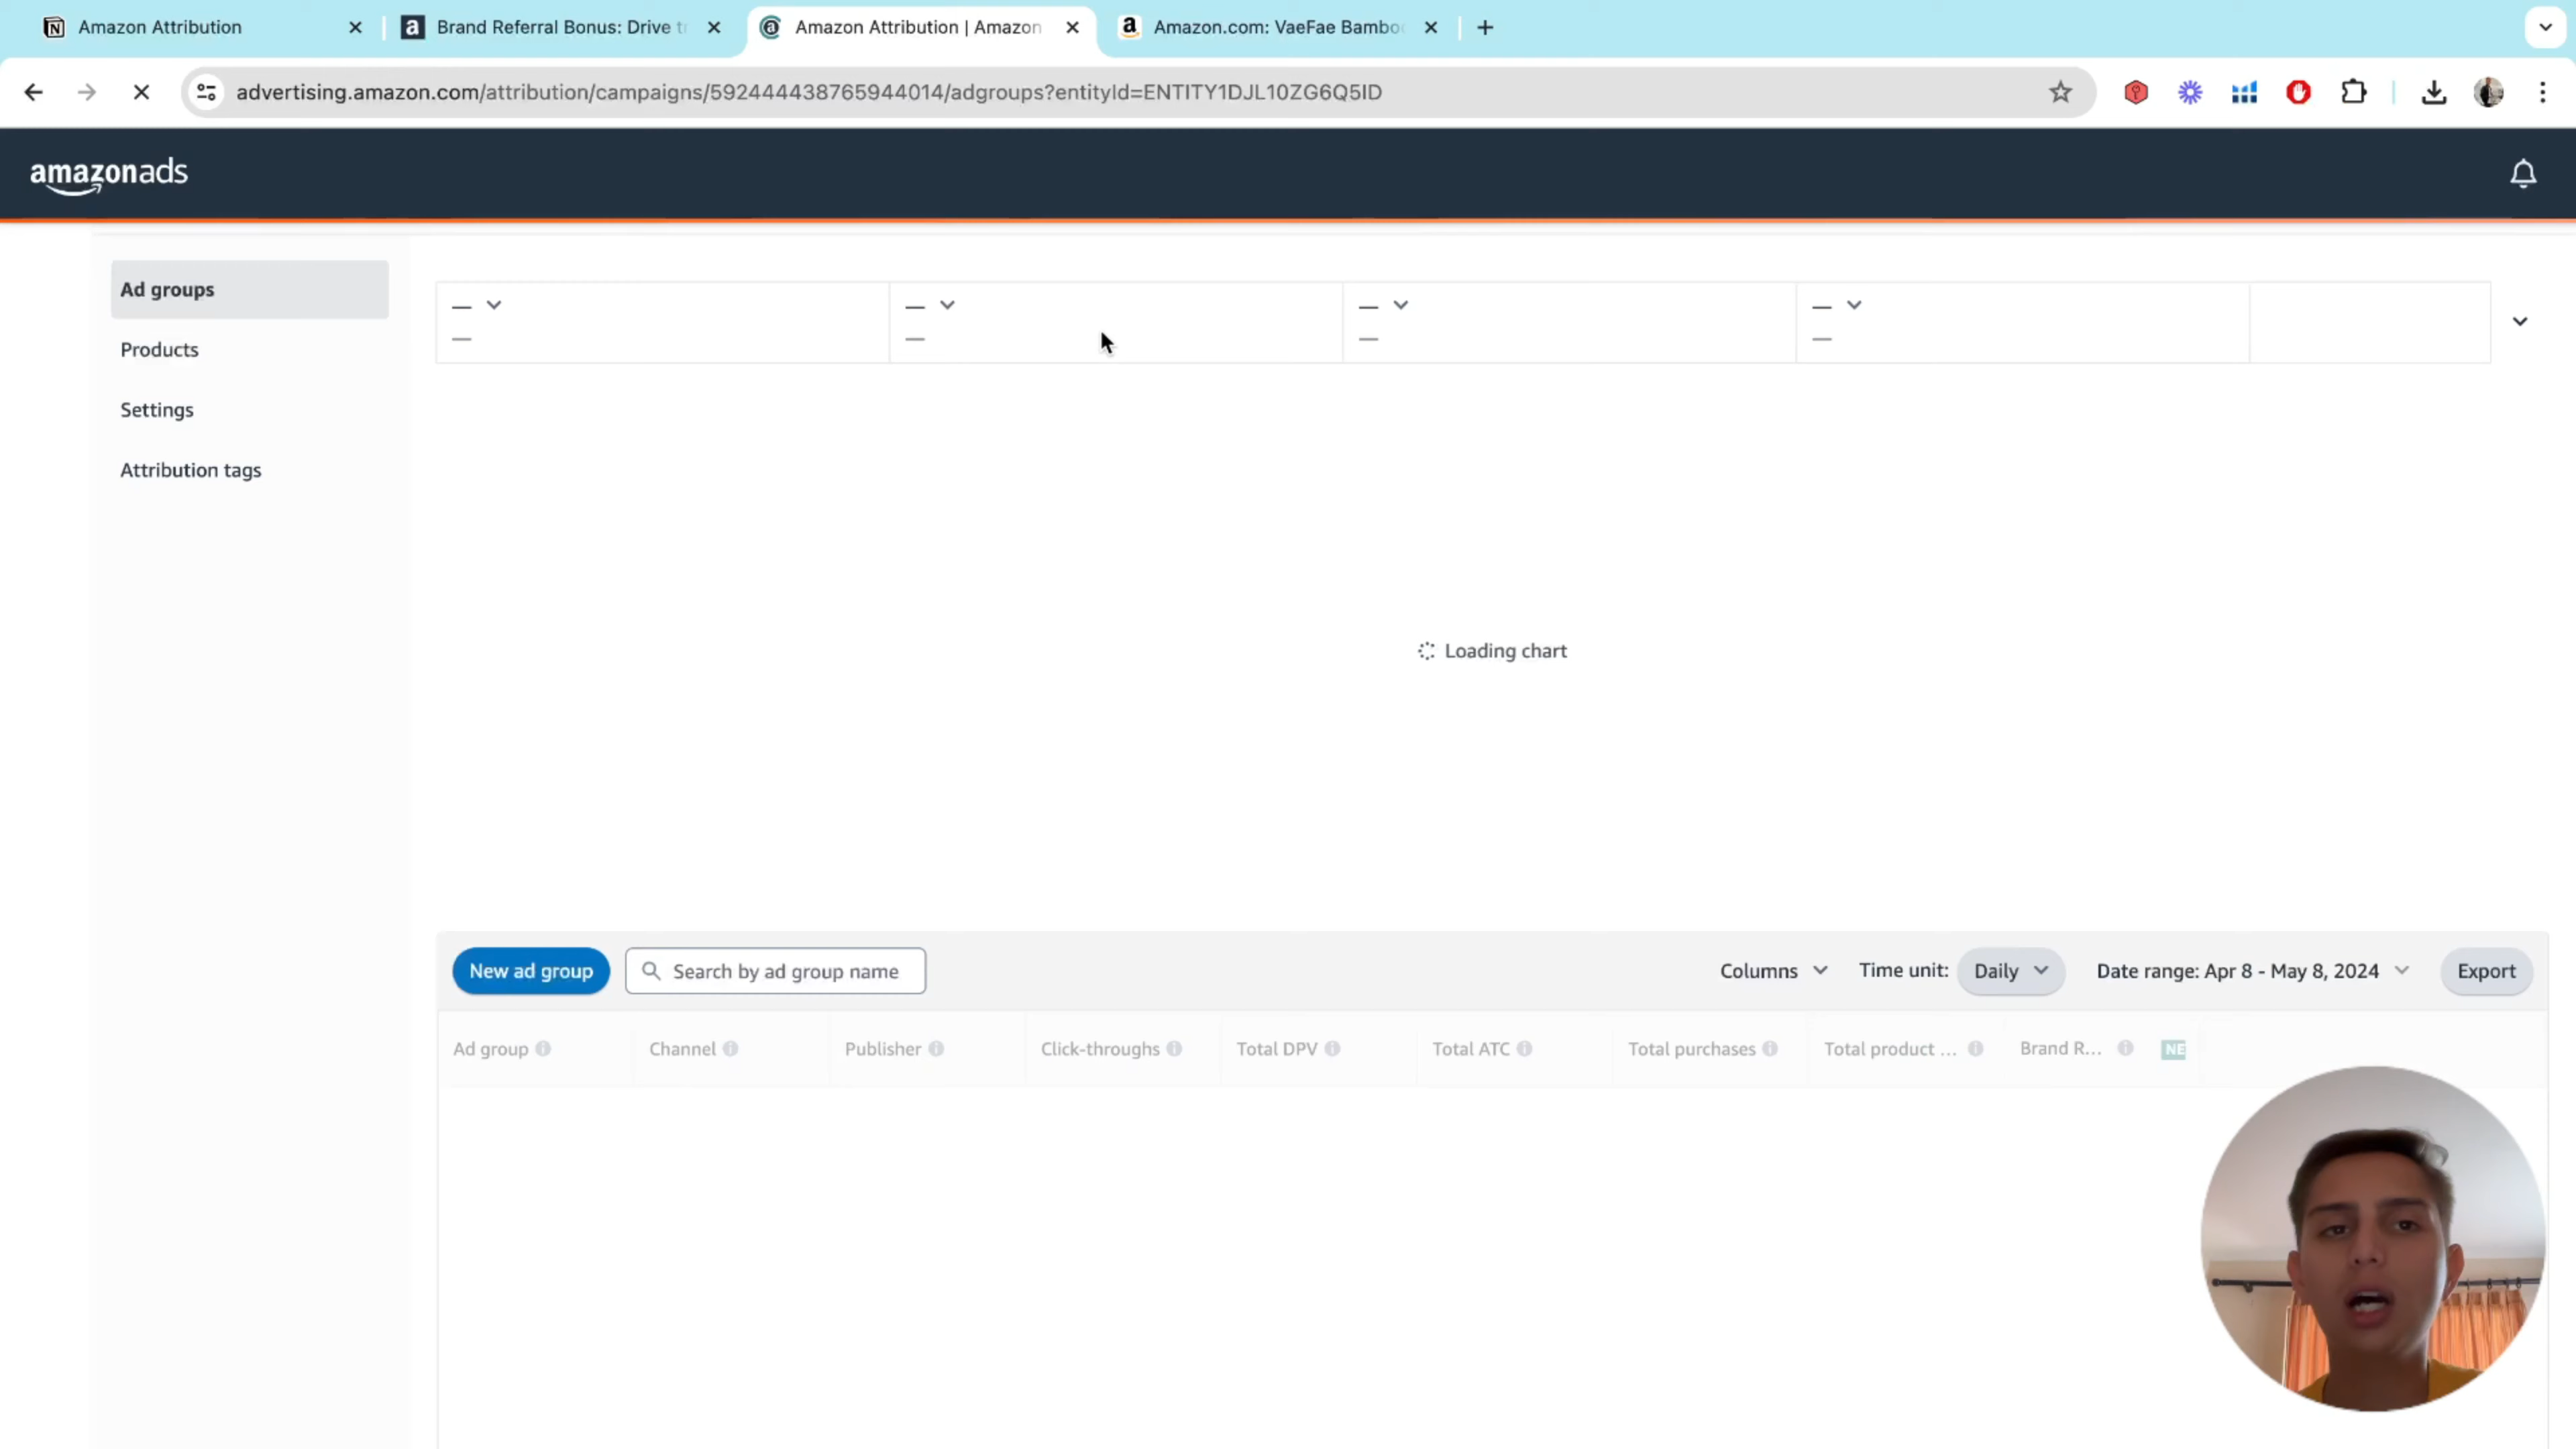 Amazon Attribution
Brand Referral Bonus: Drive tr
Amazon Attribution | Amazon
Amazon.com: VaeFae Bamboo
advertising.amazon.com/attribution/campaigns/592444438765944014/adgroups?entityId=ENTITY1DJL10ZG6Q5ID
amazonads
Ad groups
Products
Settings
Attribution tags
— —
— —
— —
— —
Loading chart
New ad group
Search by ad group name
Columns
Time unit: Daily
Date range: Apr 8 - May 8, 2024
Export
Ad group
Channel
Publisher
Click-throughs
Total DPV
Total ATC
Total purchases
Total product ...
Brand R...
NE